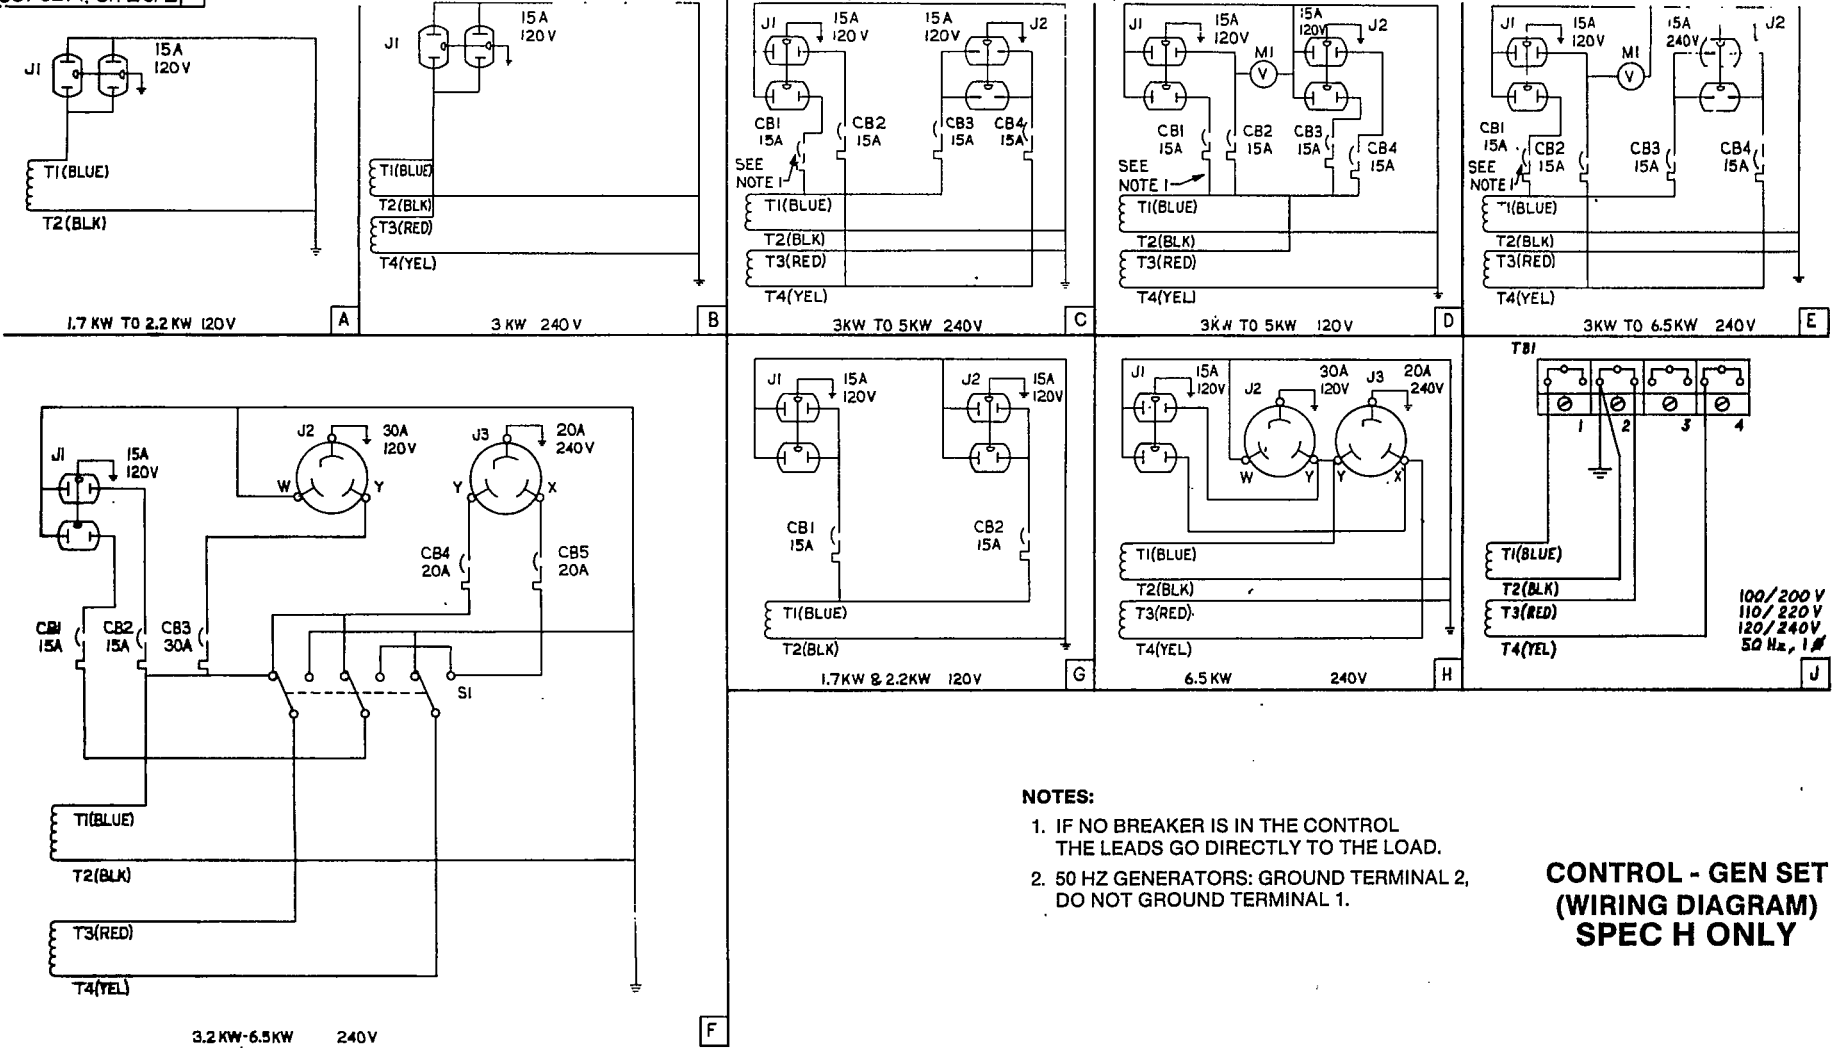 J1
15A
120V
T1(BLUE)
T2(BLK)
1.7 KW TO 2.2 KW 120V
A
J1
15A
120V
T1(BLUE)
T2(BLK)
T3(RED)
T4(YEL)
3 KW 240V
B
J1
15A
120V
15A
120V
J2
CB1
15A
CB2
15A
CB3
15A
CB4
15A
SEE
NOTE 1
T1(BLUE)
T2(BLK)
T3(RED)
T4(YEL)
3KW TO 5KW 240V
C
J1
15A
120V
M1
V
15A
120V
J2
CB1
15A
CB2
15A
CB3
15A
CB4
15A
SEE
NOTE 1
T1(BLUE)
T2(BLK)
T3(RED)
T4(YEL)
3KW TO 5KW 120V
D
J1
15A
120V
M1
V
15A
240V
J2
CB1
15A
CB2
15A
CB3
15A
CB4
15A
SEE
NOTE 1
T1(BLUE)
T2(BLK)
T3(RED)
T4(YEL)
3KW TO 6.5KW 240V
E
J1
15A
120V
J2
30A
120V
J3
20A
240V
W
Y
Y
X
CB4
20A
CB5
20A
CB1
15A
CB2
15A
CB3
30A
S1
T1(BLUE)
T2(BLK)
T3(RED)
T4(YEL)
3.2KW-6.5KW 240V
F
J1
15A
120V
J2
15A
120V
CB1
15A
CB2
15A
T1(BLUE)
T2(BLK)
1.7KW & 2.2KW 120V
G
J1
15A
120V
J2
30A
120V
J3
20A
240V
W
Y
Y
X
T1(BLUE)
T2(BLK)
T3(RED)
T4(YEL)
6.5KW 240V
H
TB1
1 2 3 4
T1(BLUE)
T2(BLK)
T3(RED)
T4(YEL)
100/200 V
110/220 V
120/240V
50 Hz, 1Ø
J
NOTES:
1. IF NO BREAKER IS IN THE CONTROL
THE LEADS GO DIRECTLY TO THE LOAD.
2. 50 HZ GENERATORS: GROUND TERMINAL 2,
DO NOT GROUND TERMINAL 1.
CONTROL - GEN SET
(WIRING DIAGRAM)
SPEC H ONLY